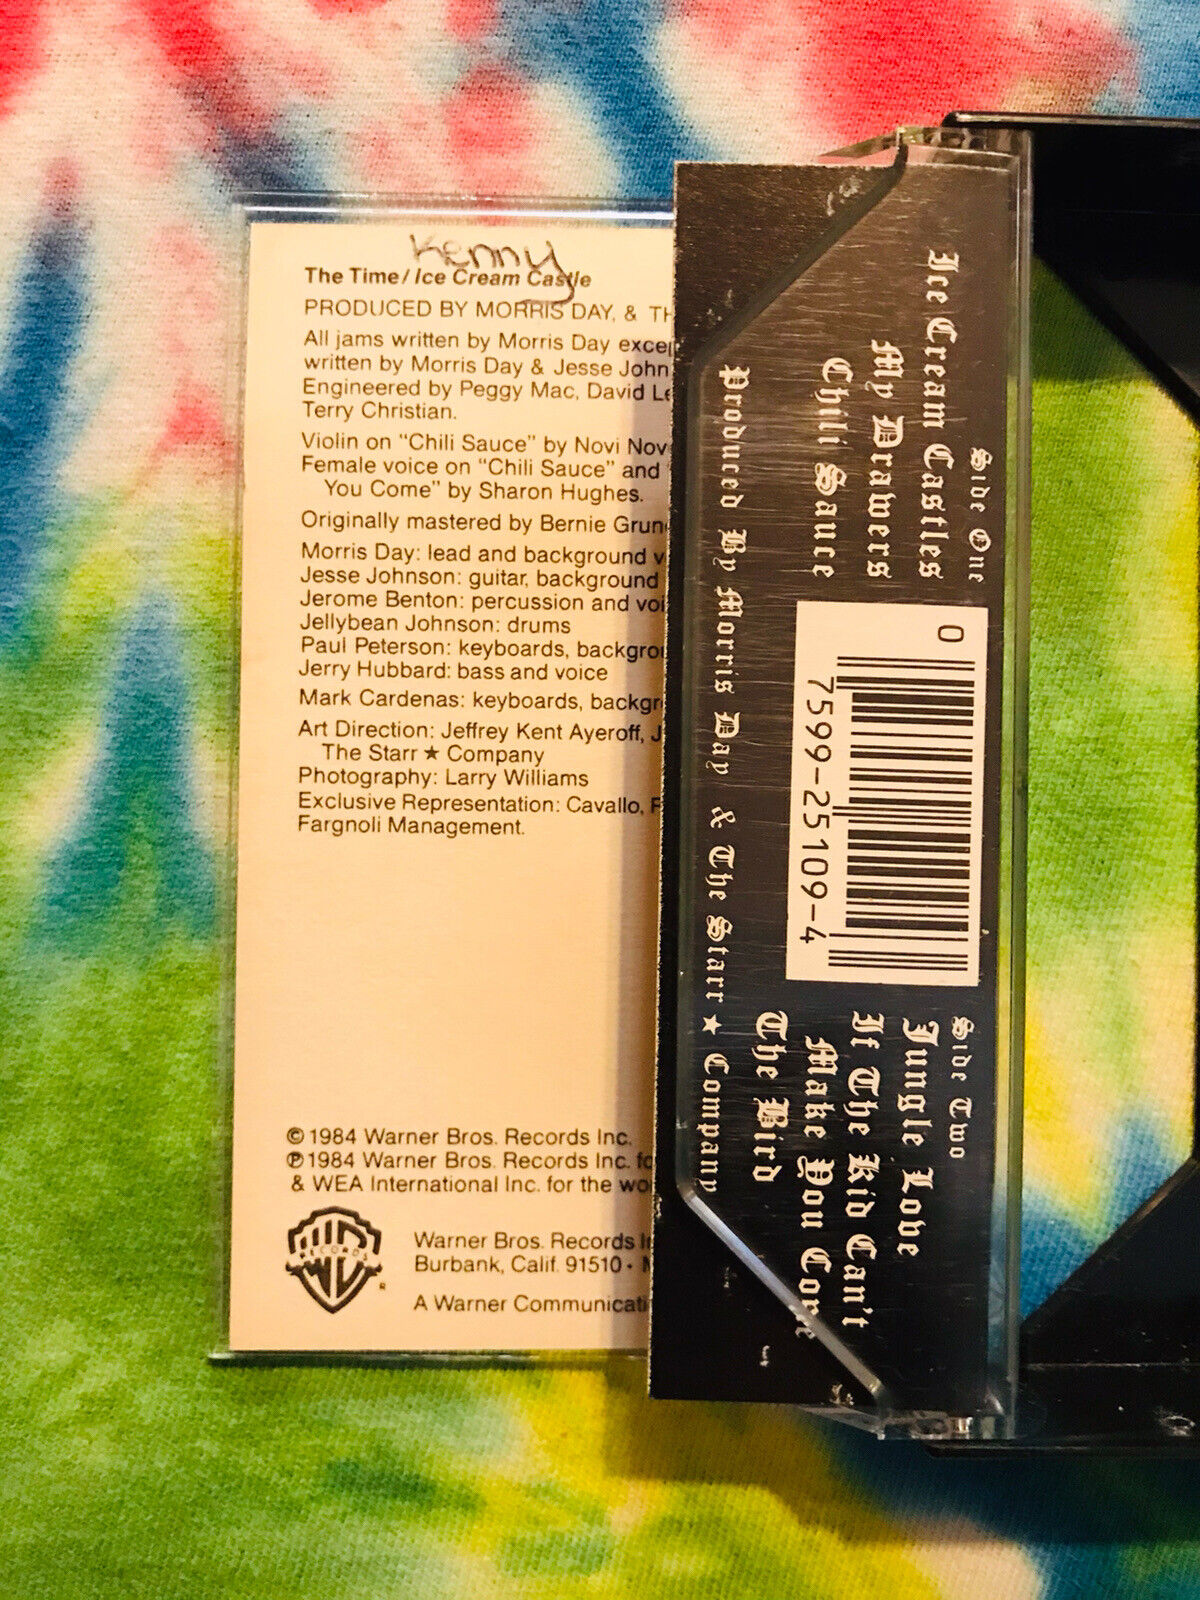 Kenny
The Time/Ice Cream Castle
PRODUCED BY MORRIS DAY, & TH
All jams written by Morris Day excep
written by Morris Day & Jesse John
Engineered by Peggy Mac, David Le
Terry Christian.
Violin on "Chili Sauce" by Novi Nov
Female voice on "Chili Sauce" and "
You Come" by Sharon Hughes.
Originally mastered by Bernie Grun
Morris Day: lead and background v
Jesse Johnson: guitar, background
Jerome Benton: percussion and voi
Jellybean Johnson: drums
Paul Peterson: keyboards, backgrou
Jerry Hubbard: bass and voice
Mark Cardenas: keyboards, backgr
Art Direction: Jeffrey Kent Ayeroff, J
The Starr ★ Company
Photography: Larry Williams
Exclusive Representation: Cavallo, R
Fargnoli Management.
©1984 Warner Bros. Records Inc.
℗1984 Warner Bros. Records Inc. fo
& WEA International Inc. for the wo
WB
RECORDS
®
Warner Bros. Records In
Burbank, Calif. 91510 • N
A Warner Communicati
Side One
Ice Cream Castles
My Drawers
Chili Sauce
0
7599-25109-4
Side Two
Jungle Love
If The Kid Can't
Make You Come
The Bird
Produced By Morris Day & The Starr ★ Company